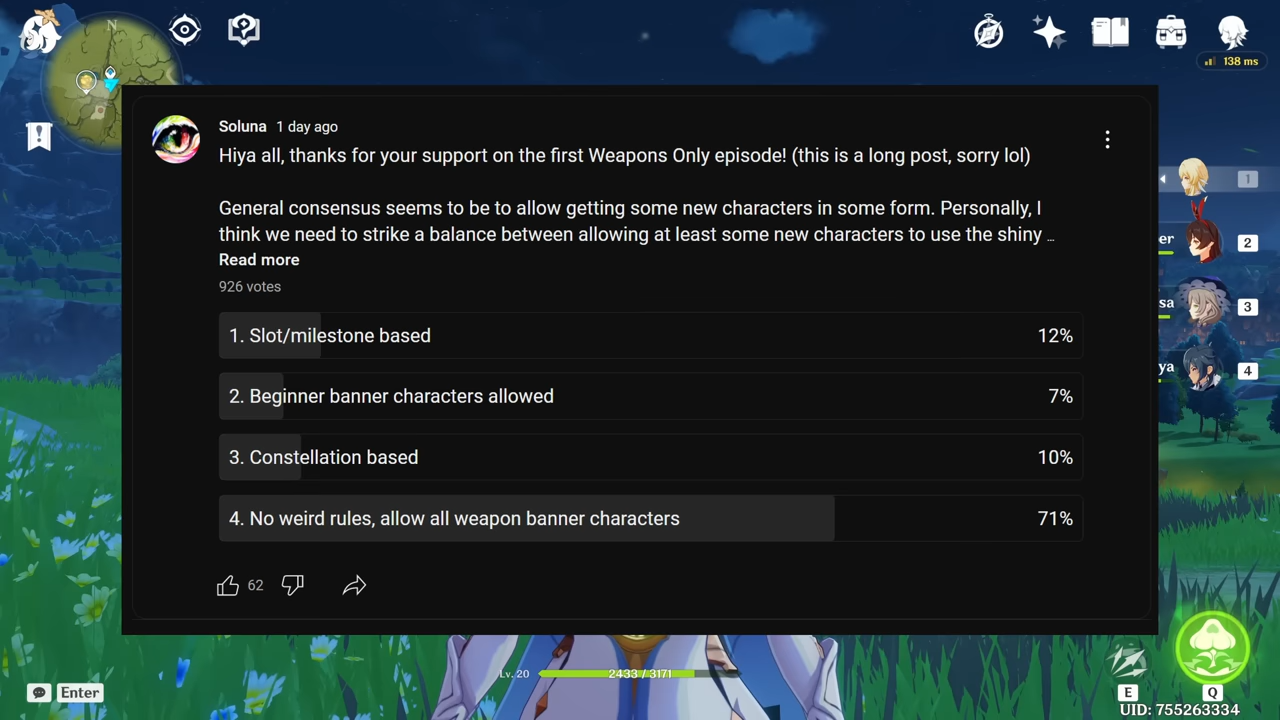 N
138 ms
Soluna 1 day ago
Hiya all, thanks for your support on the first Weapons Only episode! (this is a long post, sorry lol)
General consensus seems to be to allow getting some new characters in some form. Personally, I
think we need to strike a balance between allowing at least some new characters to use the shiny ...
Read more
926 votes
1. Slot/milestone based 12%
2. Beginner banner characters allowed 7%
3. Constellation based 10%
4. No weird rules, allow all weapon banner characters 71%
62
1
er 2
sa 3
ya 4
Lv. 20 2433 / 3171
Enter
E
Q
UID: 755263334